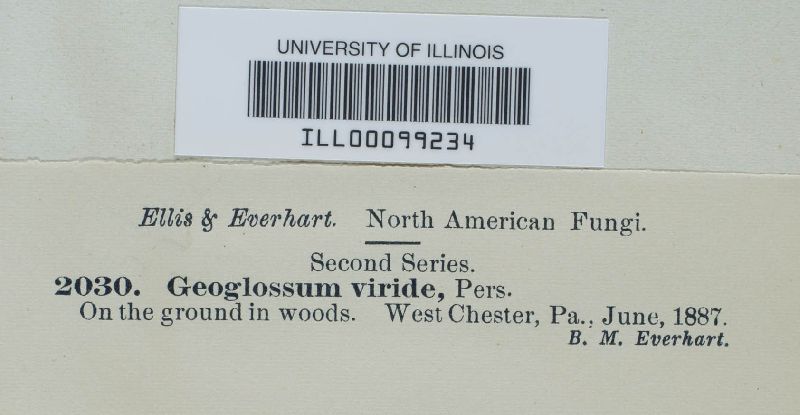 UNIVERSITY OF ILLINOIS
ILL00099234
Ellis & Everhart. North American Fungi.
Second Series.
2030. Geoglossum viride, Pers.
On the ground in woods. West Chester, Pa., June, 1887.
B. M. Everhart.